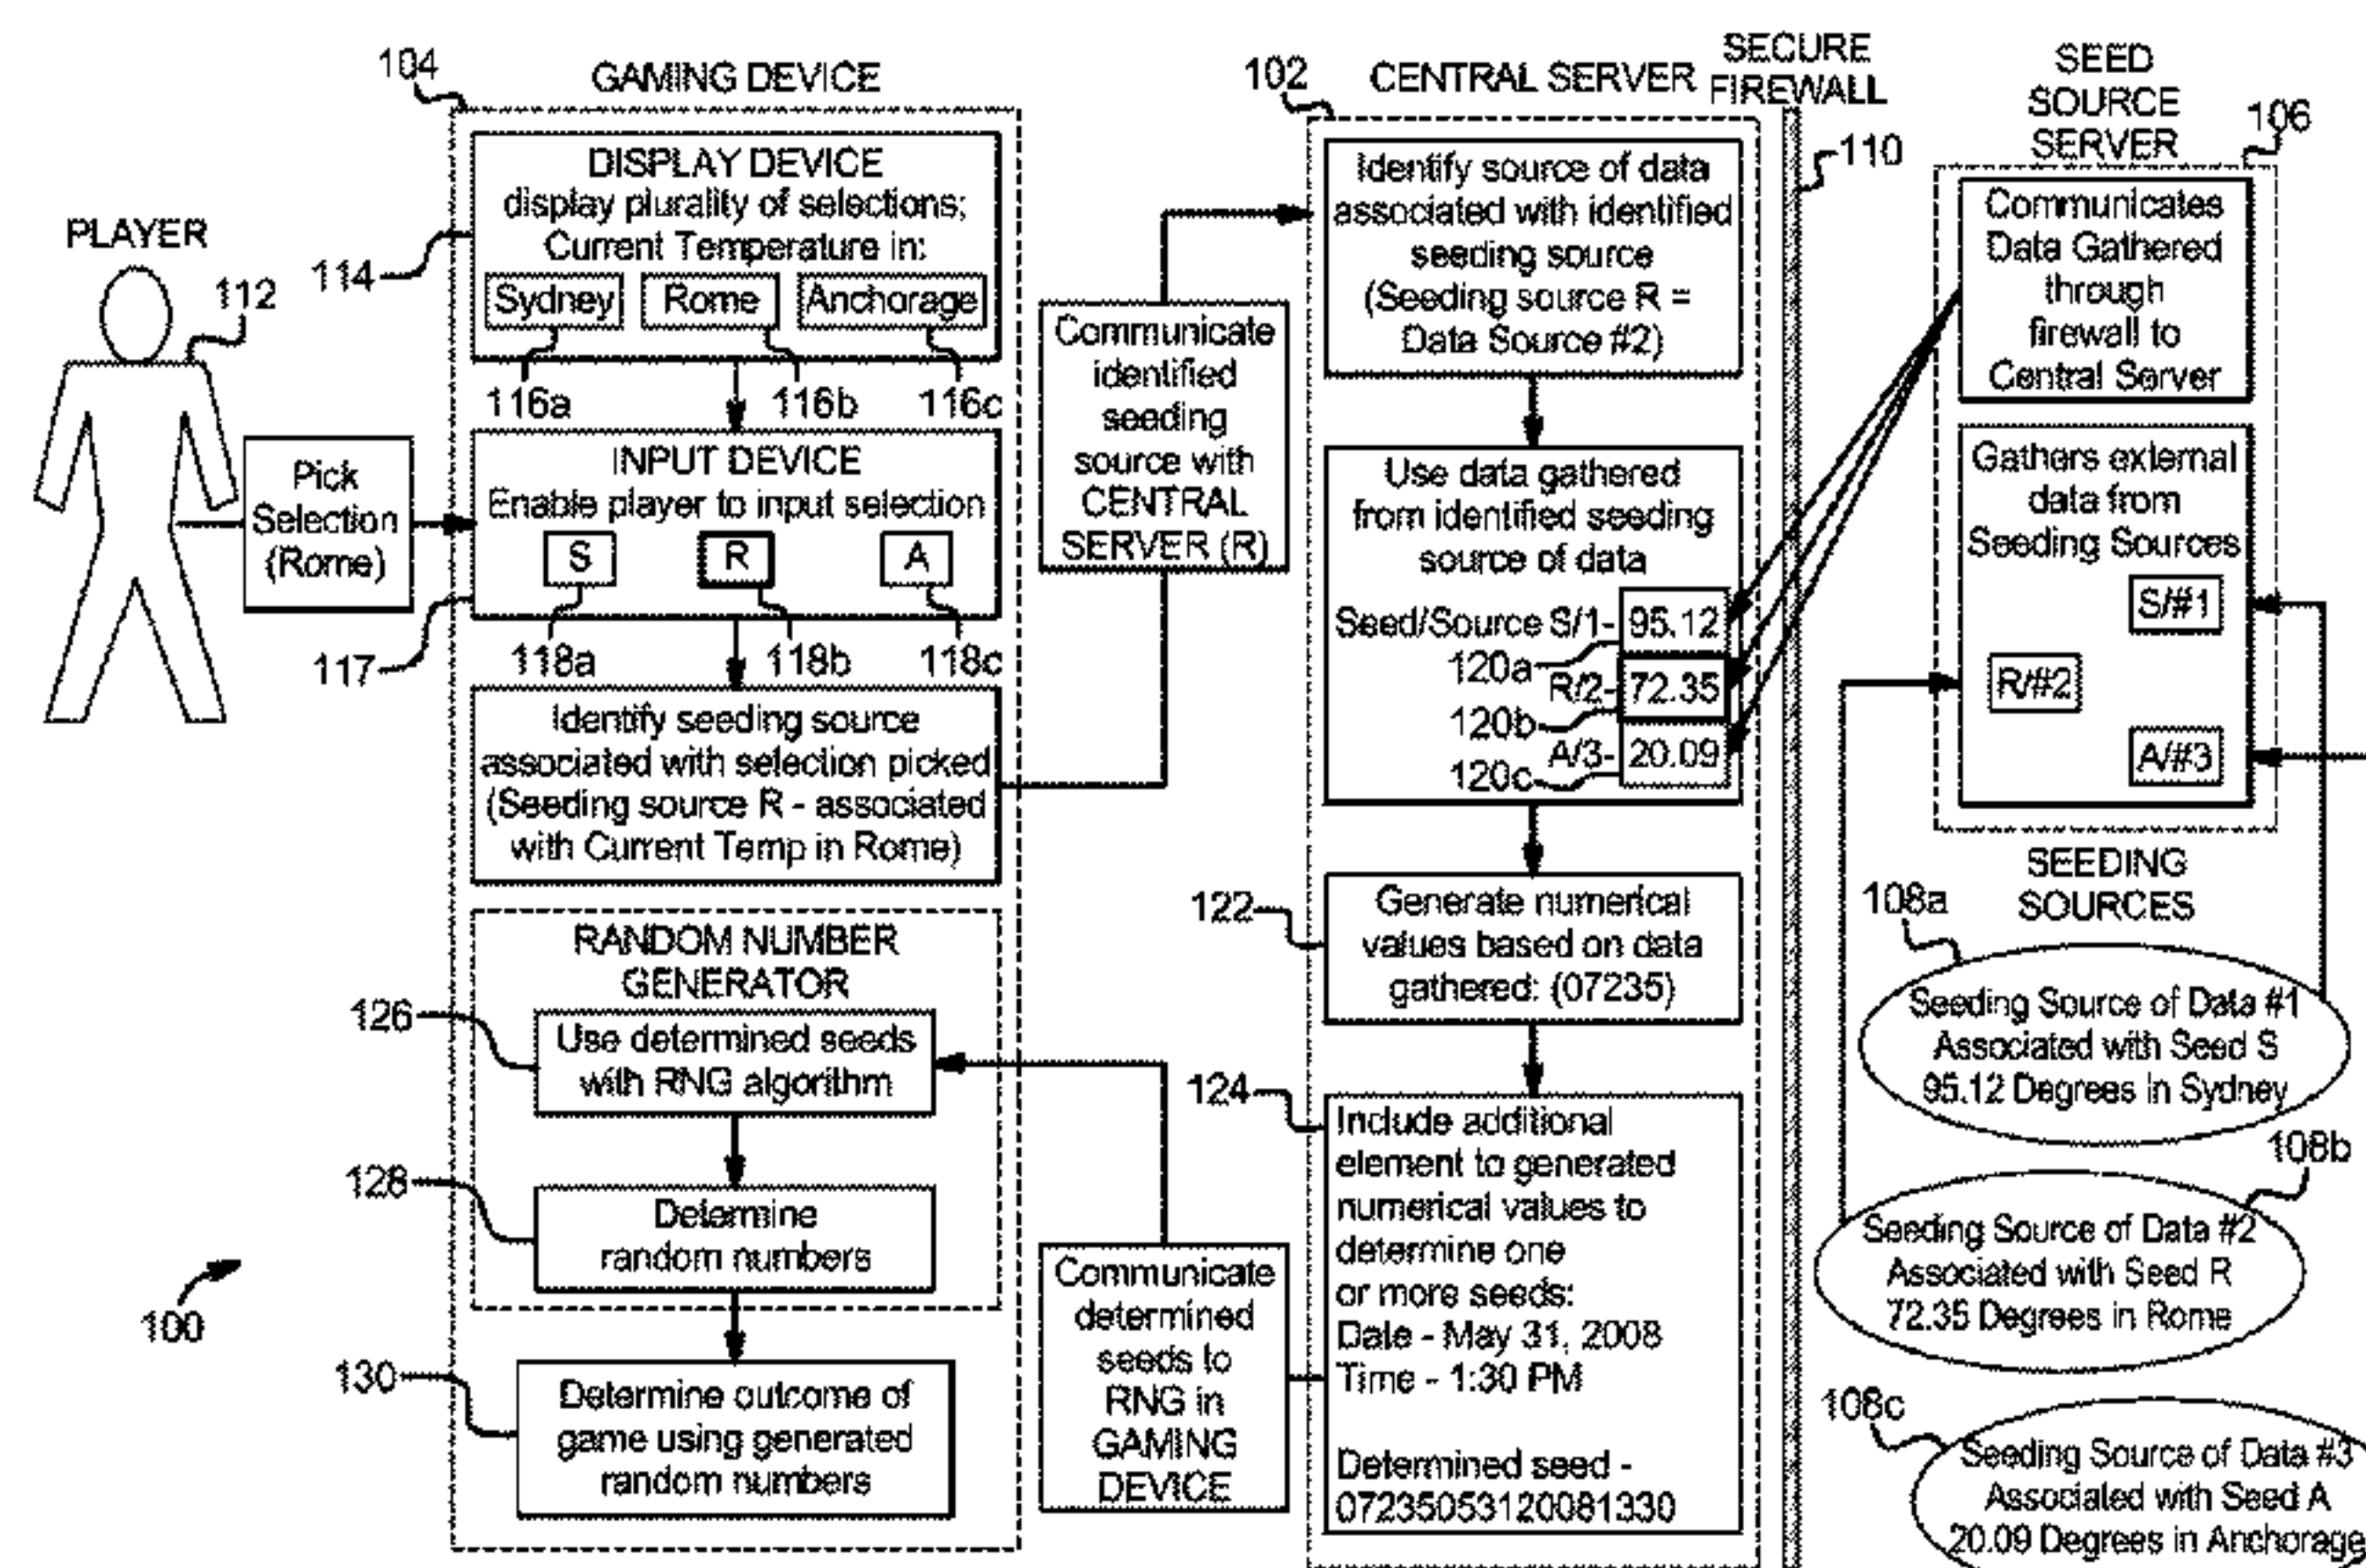 PLAYER
112
Pick
Selection
(Rome)
100
104
GAMING DEVICE
DISPLAY DEVICE
display plurality of selections;
Current Temperature in:
Sydney Rome Anchorage
114
116a 116b 116c
INPUT DEVICE
Enable player to input selection
S R A
117
118a 118b 118c
Identify seeding source
associated with selection picked
(Seeding source R - associated
with Current Temp in Rome)
RANDOM NUMBER
GENERATOR
126
Use determined seeds
with RNG algorithm
128
Determine
random numbers
130
Determine outcome of
game using generated
random numbers
Communicate
identified
seeding
source with
CENTRAL
SERVER (R)
Communicate
determined
seeds to
RNG in
GAMING
DEVICE
102
CENTRAL SERVER
Identify source of data
associated with identified
seeding source
(Seeding source R =
Data Source #2)
Use data gathered
from identified seeding
source of data
Seed/Source S/1- 95.12
120a
R/2- 72.35
120b
A/3- 20.09
120c
122
Generate numerical
values based on data
gathered: (07235)
124
Include additional
element to generated
numerical values to
determine one
or more seeds:
Date - May 31, 2008
Time - 1:30 PM
Determined seed -
07235053120081330
SECURE
FIREWALL
110
SEED
SOURCE
SERVER
106
Communicates
Data Gathered
through
firewall to
Central Server
Gathers external
data from
Seeding Sources
S/#1
R/#2
A/#3
SEEDING
SOURCES
108a
Seeding Source of Data #1
Associated with Seed S
95.12 Degrees in Sydney
108b
Seeding Source of Data #2
Associated with Seed R
72.35 Degrees in Rome
108c
Seeding Source of Data #3
Associated with Seed A
20.09 Degrees in Anchorage